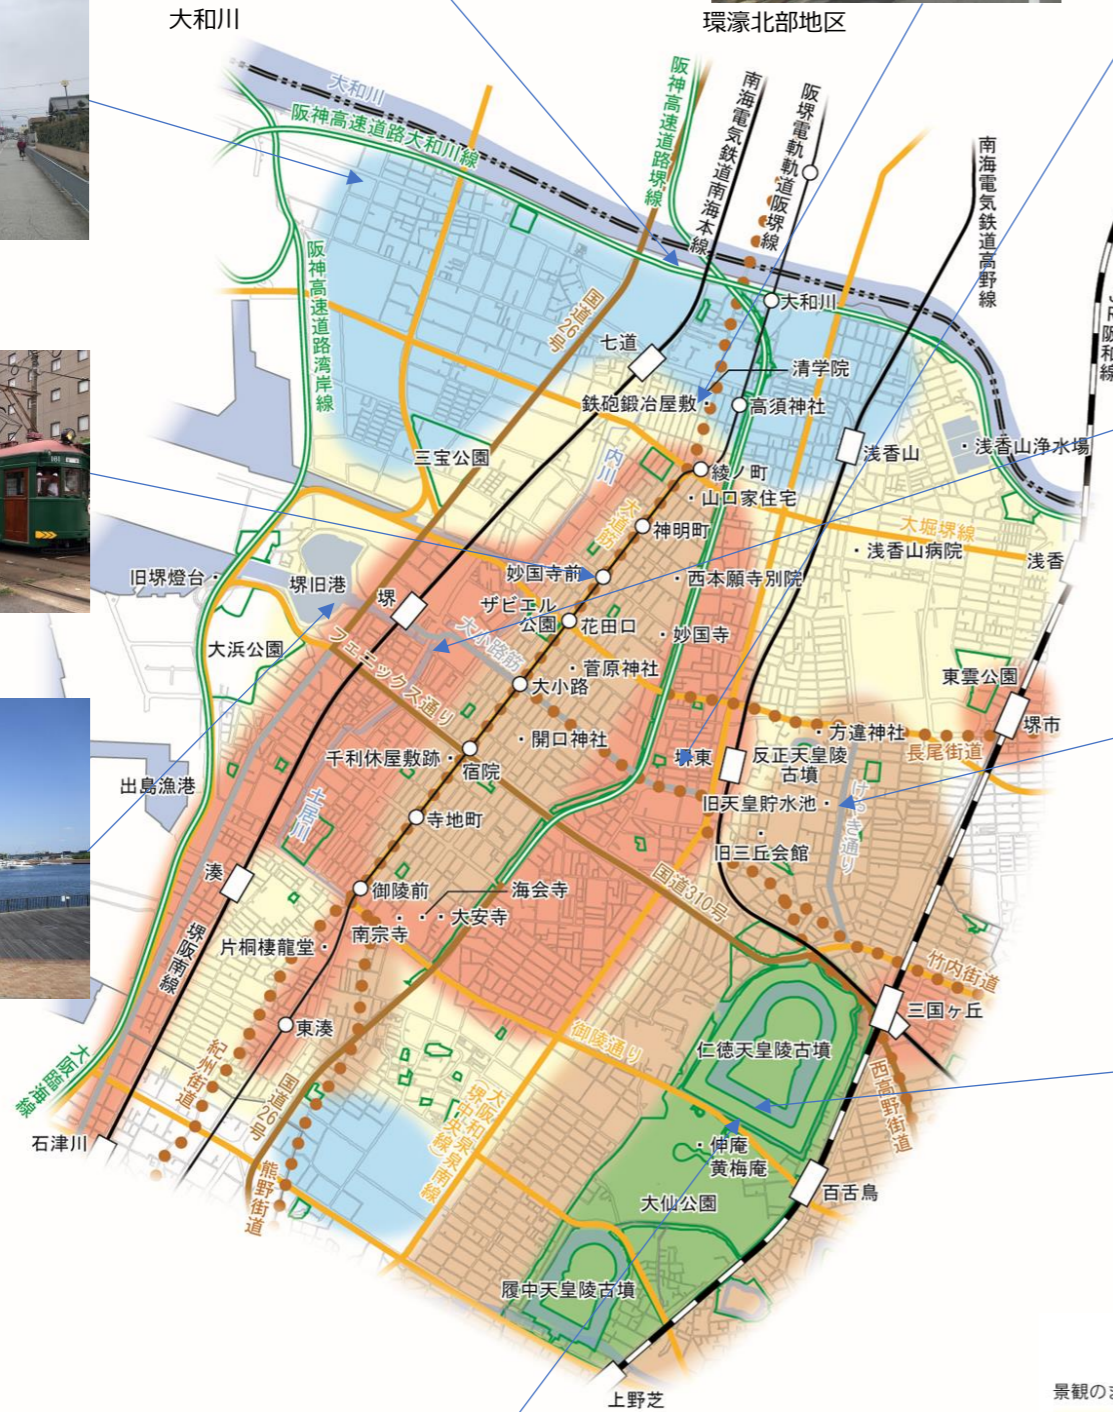 大和川
環濠北部地区
大和川
阪神高速道路大和川線
阪神高速道路堺線
南海電気鉄道南海本線
阪堺電軌軌道阪堺線
南海電気鉄道高野線
阪和線
阪神高速道路湾岸線
国道26号
七道
大和川
清学院
鉄砲鍛冶屋敷
高須神社
浅香山
浅香山浄水場
三宝公園
内川
綾ノ町
山口家住宅
大道筋
神明町
大堀堺線
浅香山病院
浅香
旧堺燈台
堺旧港
堺
妙国寺前
西本願寺別院
ザビエル
公園
花田口
妙国寺
大浜公園
フェニックス通り
大小路筋
菅原神社
大小路
東雲公園
堺市
開口神社
方違神社
長尾街道
千利休屋敷跡
宿院
堺東
反正天皇陵
古墳
出島漁港
土居川
旧天皇貯水池
けやき通り
寺地町
旧三丘会館
湊
御陵前
海会寺
国道310号
大安寺
南宗寺
片桐棲龍堂
堺阪南線
竹内街道
三国ヶ丘
東湊
御陵通り
仁徳天皇陵古墳
西高野街道
大阪臨海線
紀州街道
国道26号
大阪和泉泉南線
(堺中央線)
石津川
伸庵
黄梅庵
熊野街道
大仙公園
百舌鳥
履中天皇陵古墳
上野芝
景観のま